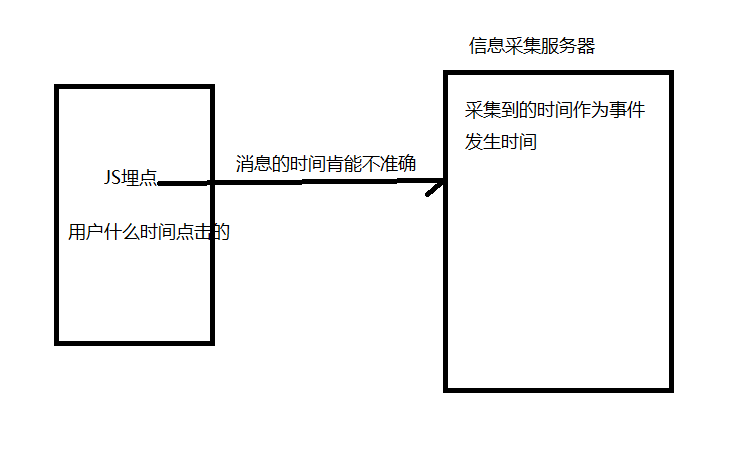 信息采集服务器
采集到的时间作为事件
发生时间
消息的时间肯能不准确
JS埋点
用户什么时间点击的